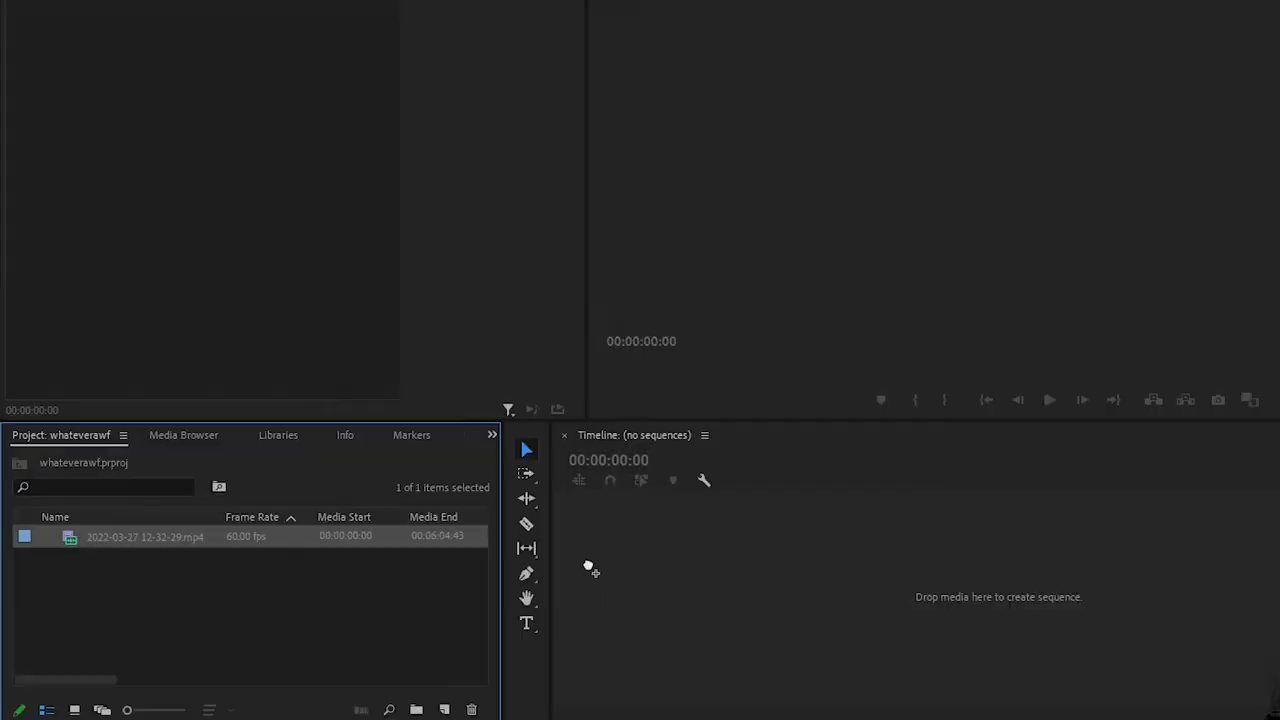 00:00:00:00
00:00:00:00
Project: whateverawf
Media Browser
Libraries
Info
Markers
Timeline: (no sequences)
00:00:00:00
whateverawf.prproj
1 of 1 items selected
Name Frame Rate Media Start Media End
2022-03-27 12-32-29.mp4 60.00 fps 00:00:00:00 00:06:04:43
Drop media here to create sequence.
T